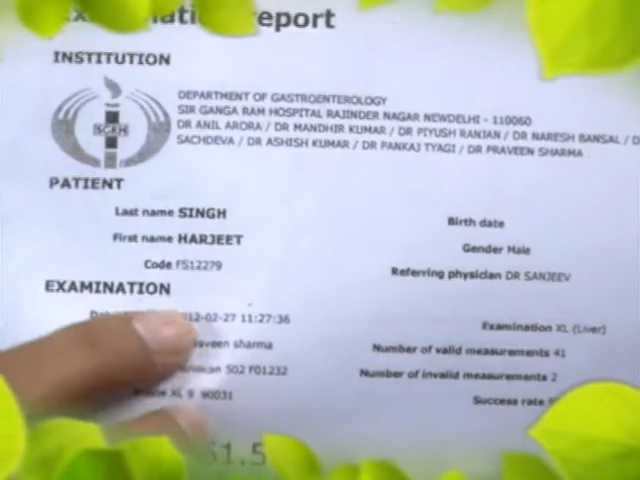 report
INSTITUTION
SGRH
DEPARTMENT OF GASTROENTEROLOGY
SIR GANGA RAM HOSPITAL RAJINDER NAGAR NEWDELHI - 110060
DR ANIL ARORA / DR MANDHIR KUMAR / DR PIYUSH RANJAN / DR NARESH BANSAL / D
SACHDEVA / DR ASHISH KUMAR / DR PANKAJ TYAGI / DR PRAVEEN SHARMA
PATIENT
Last name SINGH
Birth date
First name HARJEET
Gender Male
Code FS12279
Referring physician DR SANJEEV
EXAMINATION
12-02-27 11:27:36
Examination XL (Liver)
sharma
Number of valid measurements 41
S02 F01232
Number of invalid measurements 2
XL 9 90031
Success rate
51.5